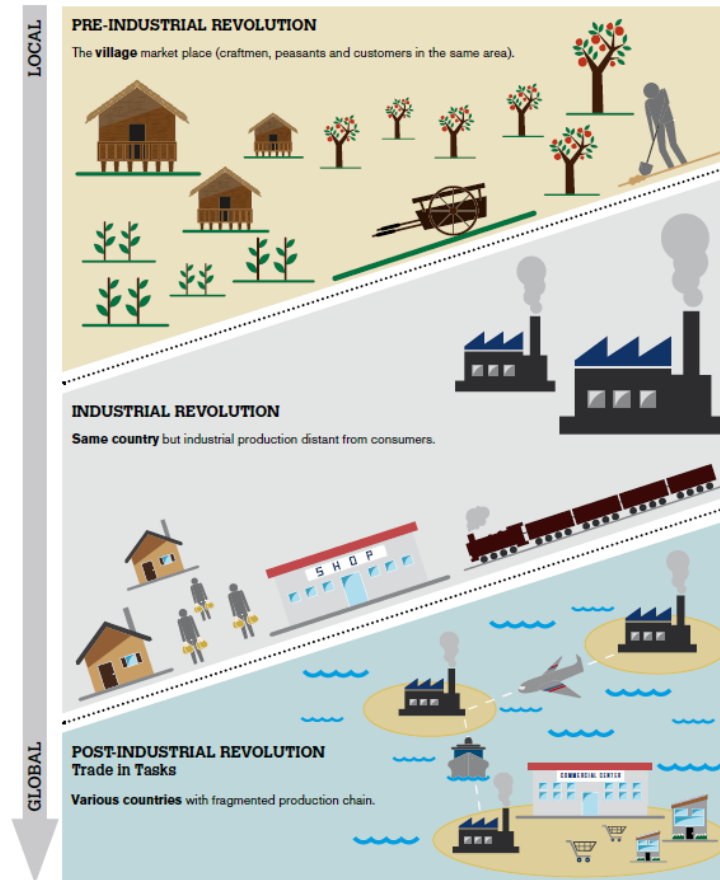 LOCAL
PRE-INDUSTRIAL REVOLUTION
The village market place (craftmen, peasants and customers in the same area).
INDUSTRIAL REVOLUTION
Same country but industrial production distant from consumers.
SHOP
GLOBAL
POST-INDUSTRIAL REVOLUTION
Trade in Tasks
Various countries with fragmented production chain.
COMMERCIAL CENTER